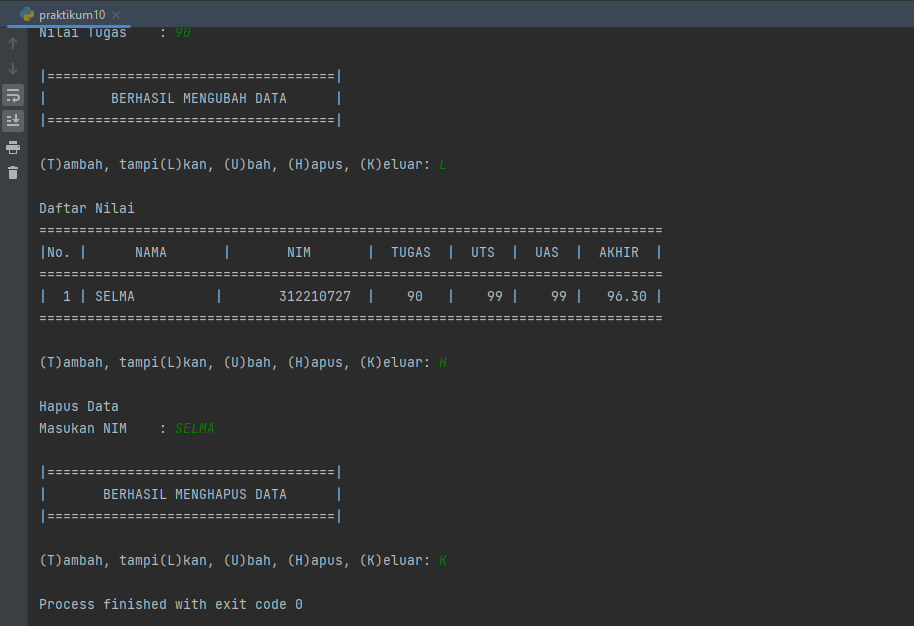 praktikum10
Nilai Tugas    : 90
|====================================|
|        BERHASIL MENGUBAH DATA      |
|====================================|
(T)ambah, tampi(L)kan, (U)bah, (H)apus, (K)eluar: L
Daftar Nilai
==============================================================================
|No. |      NAMA       |       NIM       |  TUGAS  |  UTS  |  UAS  |  AKHIR  |
==============================================================================
|  1 | SELMA          |       312210727  |    90   |    99 |    99 |   96.30 |
==============================================================================
(T)ambah, tampi(L)kan, (U)bah, (H)apus, (K)eluar: H
Hapus Data
Masukan NIM    : SELMA
|====================================|
|       BERHASIL MENGHAPUS DATA      |
|====================================|
(T)ambah, tampi(L)kan, (U)bah, (H)apus, (K)eluar: K
Process finished with exit code 0